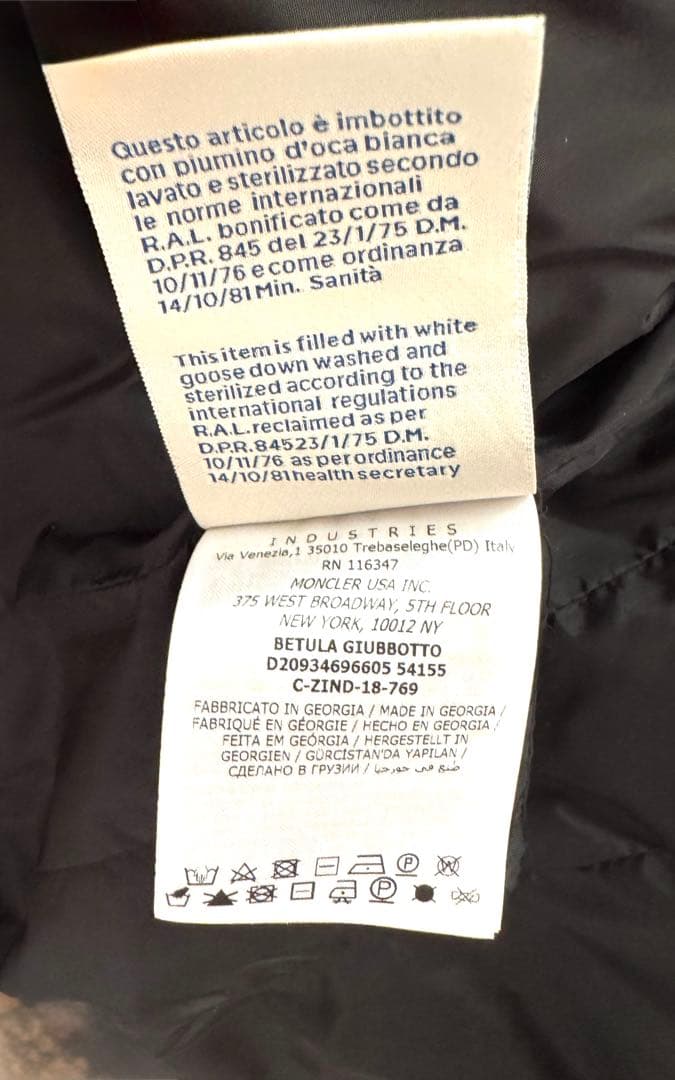 Questo articolo è imbottito
con piumino d'oca bianca
lavato e sterilizzato secondo
le norme internazionali
R.A.L. bonificato come da
D.P.R. 845 del 23/1/75 D.M.
10/11/76 e come ordinanza
14/10/81 Min. Sanità
This item is filled with white
goose down washed and
sterilized according to the
international regulations
R.A.L. reclaimed as per
D.P.R. 84523/1/75 D.M.
10/11/76 as per ordinance
14/10/81 health secretary
INDUSTRIES
Via Venezia,1 35010 Trebaseleghe(PD) Italy
RN 116347
MONCLER USA INC.
375 WEST BROADWAY, 5TH FLOOR
NEW YORK, 10012 NY
BETULA GIUBBOTTO
D20934696605 54155
C-ZIND-18-769
FABBRICATO IN GEORGIA / MADE IN GEORGIA /
FABRIQUÉ EN GÉORGIE / HECHO EN GEORGIA /
FEITA EM GEÓRGIA / HERGESTELLT IN
GEORGIEN / GÜRCİSTAN'DA YAPILAN /
СДЕЛАНО В ГРУЗИИ / صنع في جورجيا
P W
P